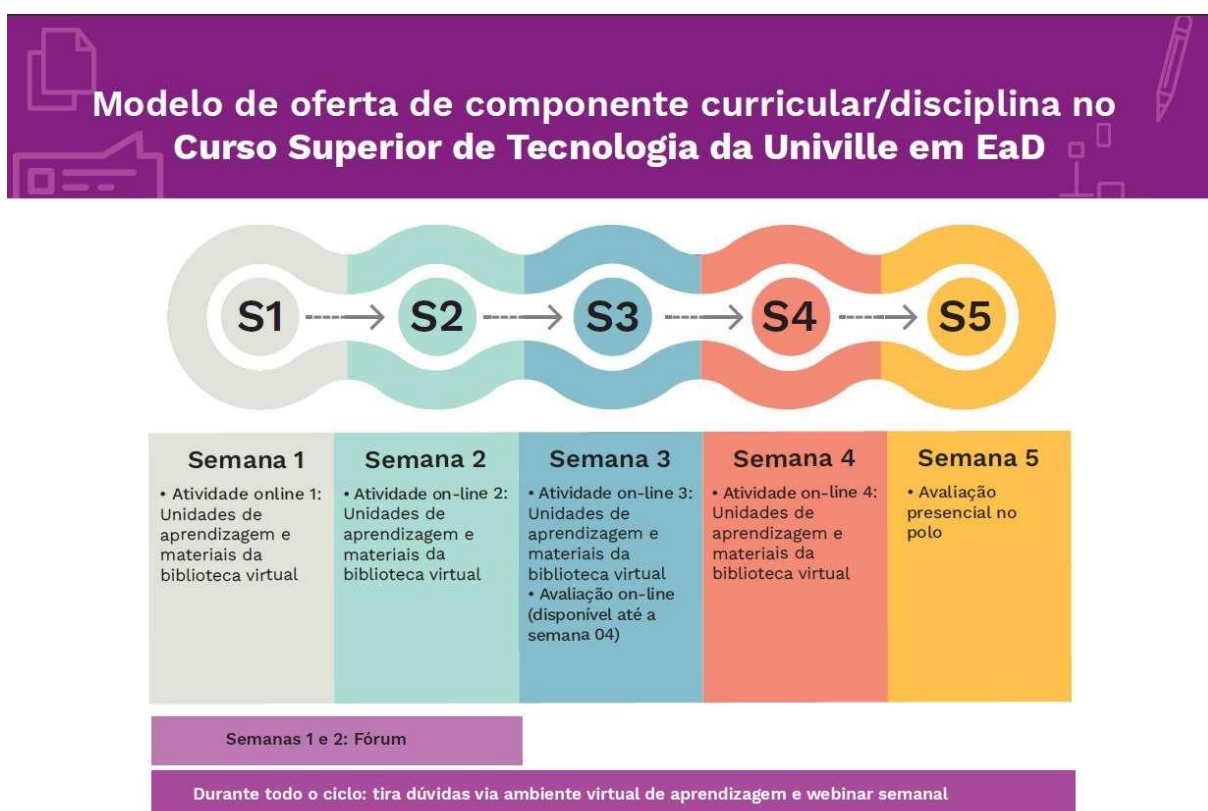 Modelo de oferta de componente curricular/disciplina no
Curso Superior de Tecnologia da Univille em EaD
S1
S2
S3
S4
S5
Semana 1
• Atividade online 1:
Unidades de
aprendizagem e
materiais da
biblioteca virtual
Semana 2
• Atividade on-line 2:
Unidades de
aprendizagem e
materiais da
biblioteca virtual
Semana 3
• Atividade on-line 3:
Unidades de
aprendizagem e
materiais da
biblioteca virtual
• Avaliação on-line
(disponível até a
semana 04)
Semana 4
• Atividade on-line 4:
Unidades de
aprendizagem e
materiais da
biblioteca virtual
Semana 5
• Avaliação
presencial no
polo
Semanas 1 e 2: Fórum
Durante todo o ciclo: tira dúvidas via ambiente virtual de aprendizagem e webinar semanal